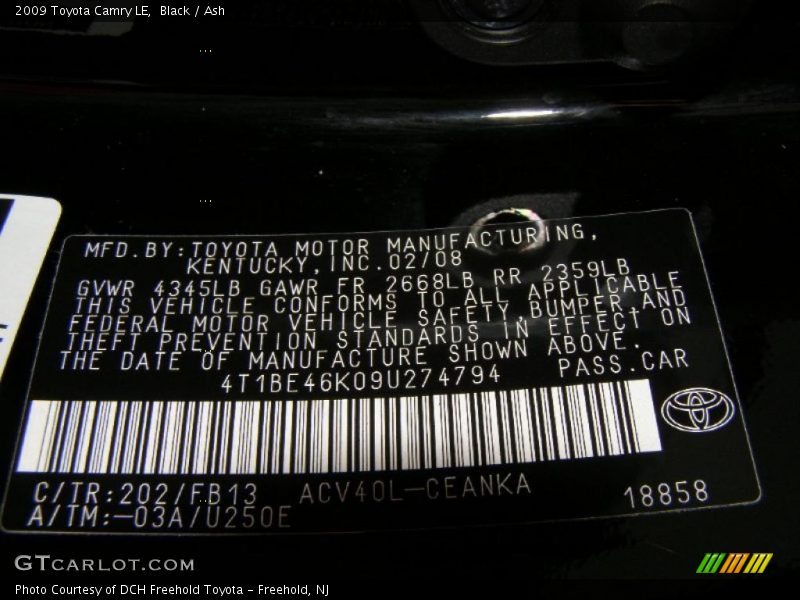 2009 Toyota Camry LE, Black / Ash
MFD.BY:TOYOTA MOTOR MANUFACTURING,
KENTUCKY,INC.02/08
GVWR 4345LB GAWR FR 2668LB RR 2359LB
THIS VEHICLE CONFORMS TO ALL APPLICABLE
FEDERAL MOTOR VEHICLE SAFETY,BUMPER,AND
THEFT PREVENTION STANDARDS IN EFFECT ON
THE DATE OF MANUFACTURE SHOWN ABOVE.
4T1BE46K09U274794 PASS.CAR
C/TR:202/FB13 ACV40L-CEANKA 18858
A/TM:-03A/U250E
GTCARLOT.COM
Photo Courtesy of DCH Freehold Toyota - Freehold, NJ